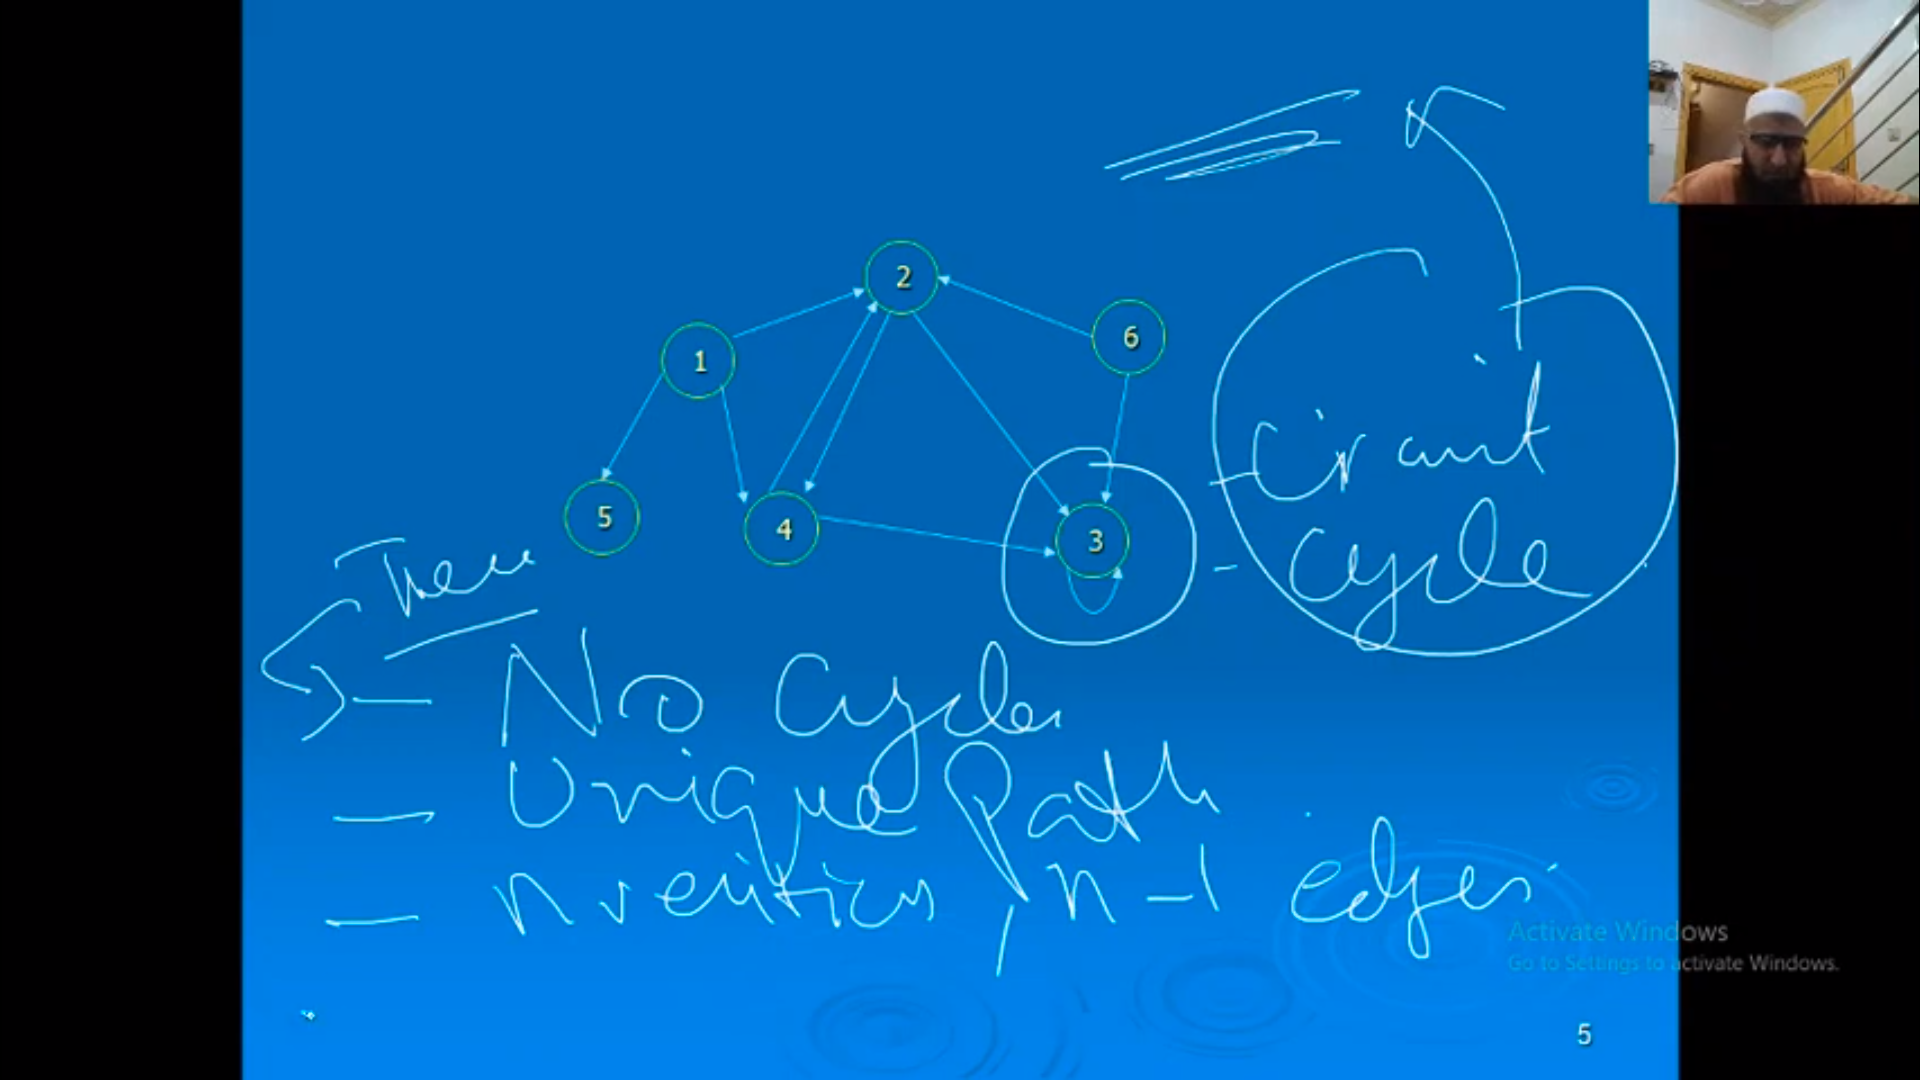 2
6
1
5
4
3
Circuit
Cycle
Tree
No Cycle
Unique Path
n vertices, n-1 edges
Activate Windows
Go to Settings to activate Windows.
5